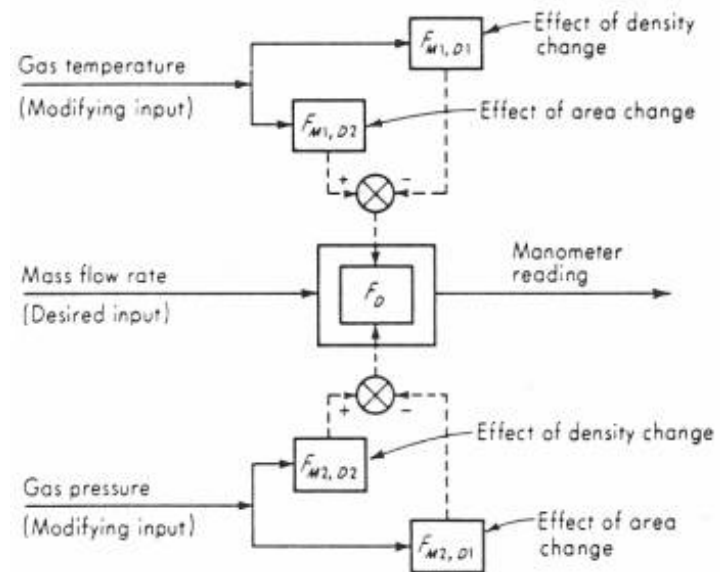 Effect of density
change
F_M1,D1
Gas temperature
(Modifying input)
F_M1,D2
Effect of area change
+
−
Manometer
reading
Mass flow rate
(Desired input)
F_D
+
−
Effect of density change
F_M2,D2
Gas pressure
(Modifying input)
Effect of area
change
F_M2,D1